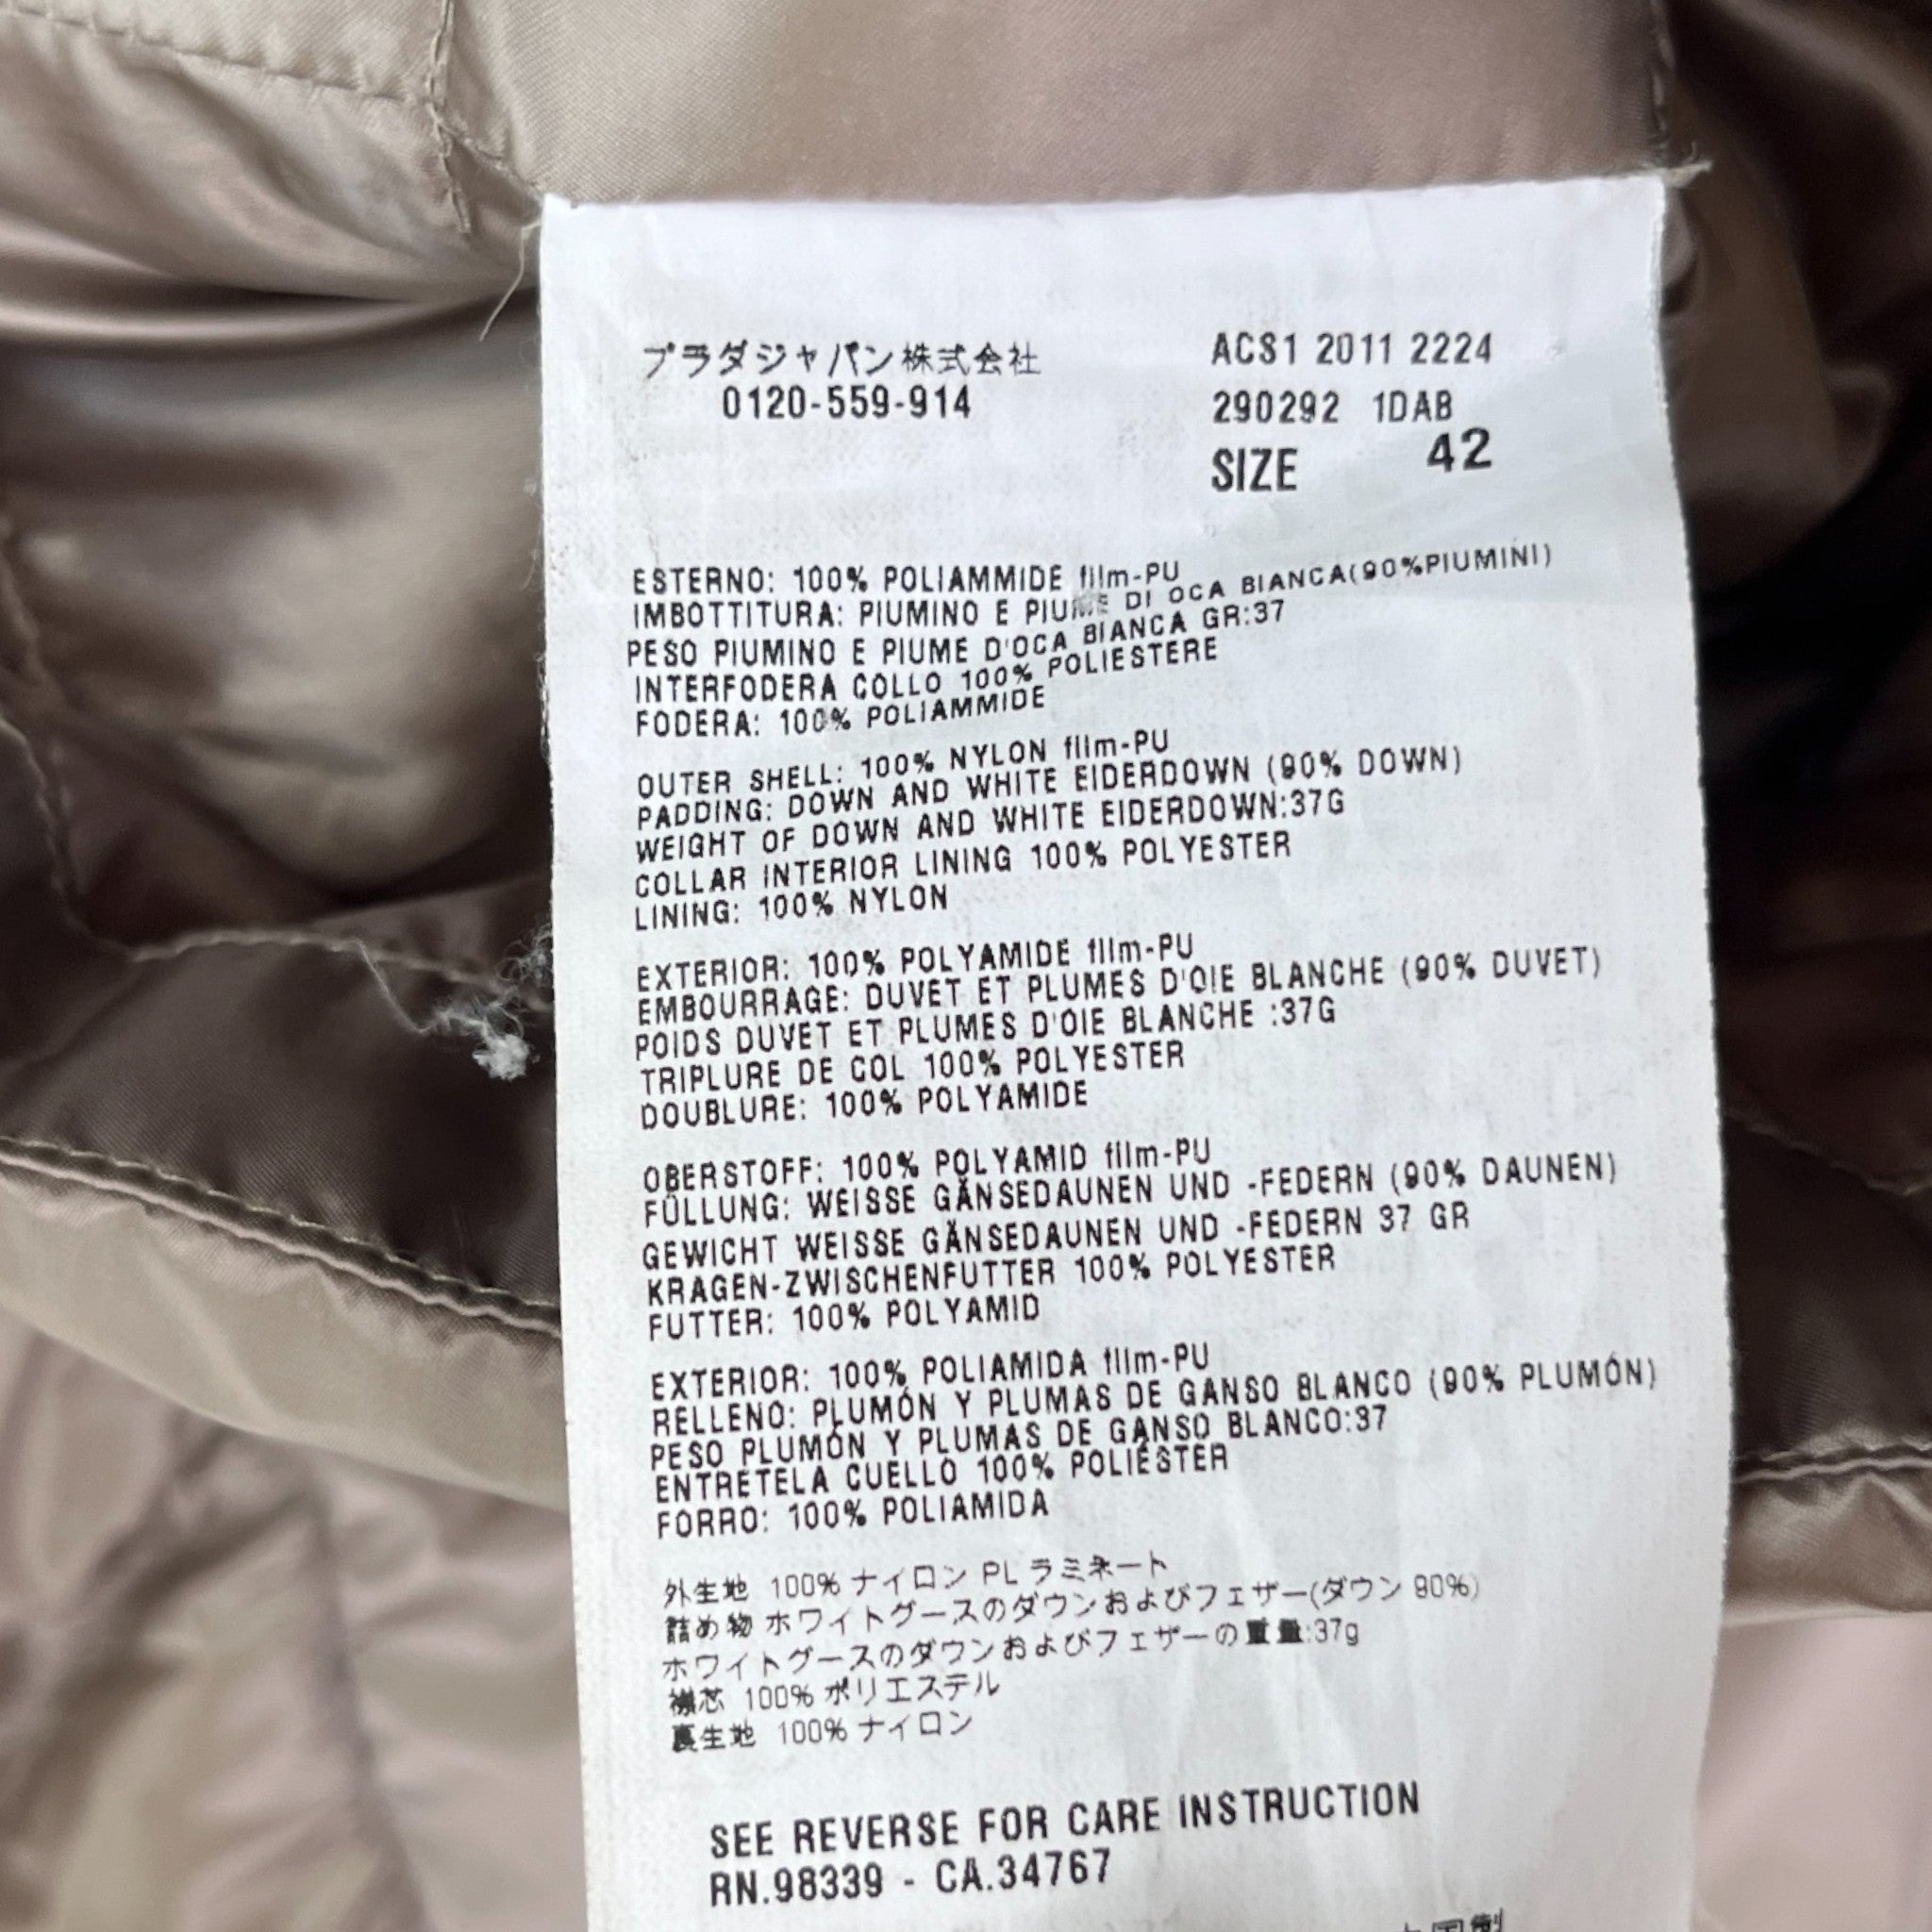 プラダジャパン株式会社
0120-559-914
ACS1 2011 2224
290292 1DAB
SIZE 42
ESTERNO: 100% POLIAMMIDE film-PU
IMBOTTITURA: PIUMINO E PIUME DI OCA BIANCA(90%PIUMINI)
PESO PIUMINO E PIUME D'OCA BIANCA GR:37
INTERFODERA COLLO 100% POLIESTERE
FODERA: 100% POLIAMMIDE
OUTER SHELL: 100% NYLON film-PU
PADDING: DOWN AND WHITE EIDERDOWN (90% DOWN)
WEIGHT OF DOWN AND WHITE EIDERDOWN:37G
COLLAR INTERIOR LINING 100% POLYESTER
LINING: 100% NYLON
EXTERIOR: 100% POLYAMIDE film-PU
EMBOURRAGE: DUVET ET PLUMES D'OIE BLANCHE (90% DUVET)
POIDS DUVET ET PLUMES D'OIE BLANCHE :37G
TRIPLURE DE COL 100% POLYESTER
DOUBLURE: 100% POLYAMIDE
OBERSTOFF: 100% POLYAMID film-PU
FÜLLUNG: WEISSE GÄNSEDAUNEN UND -FEDERN (90% DAUNEN)
GEWICHT WEISSE GÄNSEDAUNEN UND -FEDERN 37 GR
KRAGEN-ZWISCHENFUTTER 100% POLYESTER
FUTTER: 100% POLYAMID
EXTERIOR: 100% POLIAMIDA film-PU
RELLENO: PLUMÓN Y PLUMAS DE GANSO BLANCO (90% PLUMÓN)
PESO PLUMÓN Y PLUMAS DE GANSO BLANCO:37
ENTRETELA CUELLO 100% POLIÉSTER
FORRO: 100% POLIAMIDA
外生地 100% ナイロン PL ラミネート
詰め物 ホワイトグースのダウンおよびフェザー(ダウン 90%)
ホワイトグースのダウンおよびフェザーの重量:37g
襟芯 100% ポリエステル
裏生地 100% ナイロン
SEE REVERSE FOR CARE INSTRUCTION
RN.98339 - CA.34767